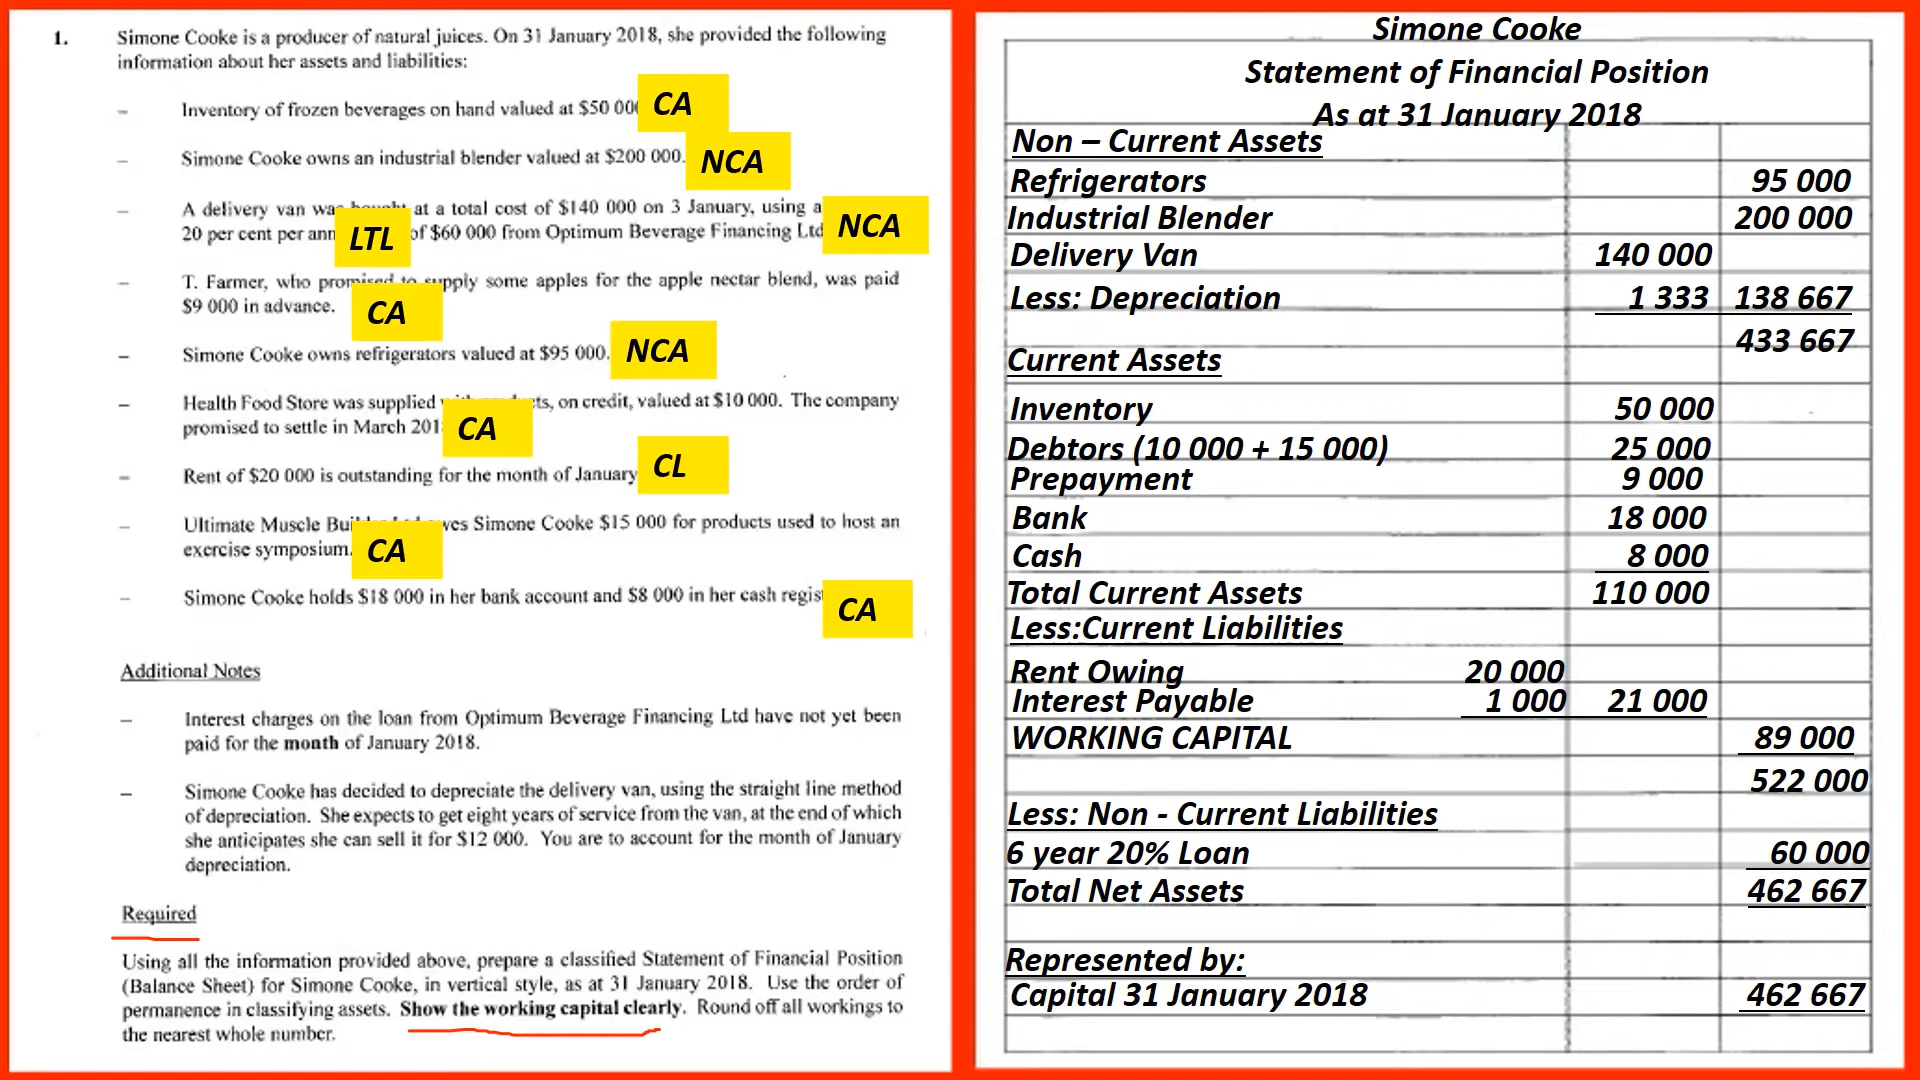 1. Simone Cooke is a producer of natural juices. On 31 January 2018, she provided the following
information about her assets and liabilities:
– Inventory of frozen beverages on hand valued at $50 00 CA
– Simone Cooke owns an industrial blender valued at $200 000. NCA
– A delivery van was at a total cost of $140 000 on 3 January, using a
20 per cent per ann LTL of $60 000 from Optimum Beverage Financing Ltd NCA
– T. Farmer, who promised to supply some apples for the apple nectar blend, was paid
$9 000 in advance. CA
– Simone Cooke owns refrigerators valued at $95 000. NCA
– Health Food Store was supplied ts, on credit, valued at $10 000. The company
promised to settle in March 201 CA
– Rent of $20 000 is outstanding for the month of January CL
– Ultimate Muscle Bu ves Simone Cooke $15 000 for products used to host an
exercise symposium. CA
– Simone Cooke holds $18 000 in her bank account and $8 000 in her cash regis CA
Additional Notes
– Interest charges on the loan from Optimum Beverage Financing Ltd have not yet been
paid for the month of January 2018.
– Simone Cooke has decided to depreciate the delivery van, using the straight line method
of depreciation. She expects to get eight years of service from the van, at the end of which
she anticipates she can sell it for $12 000. You are to account for the month of January
depreciation.
Required
Using all the information provided above, prepare a classified Statement of Financial Position
(Balance Sheet) for Simone Cooke, in vertical style, as at 31 January 2018. Use the order of
permanence in classifying assets. Show the working capital clearly. Round off all workings to
the nearest whole number.
Simone Cooke
Statement of Financial Position
As at 31 January 2018
Non – Current Assets
Refrigerators 95 000
Industrial Blender 200 000
Delivery Van 140 000
Less: Depreciation 1 333 138 667
433 667
Current Assets
Inventory 50 000
Debtors (10 000 + 15 000) 25 000
Prepayment 9 000
Bank 18 000
Cash 8 000
Total Current Assets 110 000
Less:Current Liabilities
Rent Owing 20 000
Interest Payable 1 000 21 000
WORKING CAPITAL 89 000
522 000
Less: Non - Current Liabilities
6 year 20% Loan 60 000
Total Net Assets 462 667
Represented by:
Capital 31 January 2018 462 667